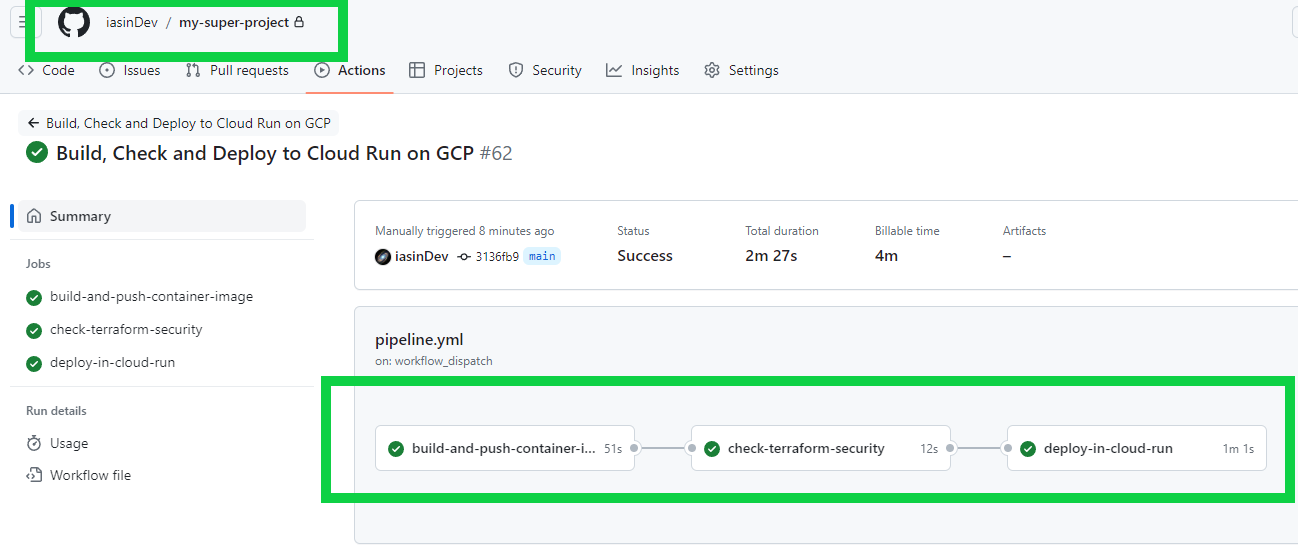 iasinDev / my-super-project
Code Issues Pull requests Actions Projects Security Insights Settings
Build, Check and Deploy to Cloud Run on GCP
Build, Check and Deploy to Cloud Run on GCP #62
Summary
Jobs
build-and-push-container-image
check-terraform-security
deploy-in-cloud-run
Run details
Usage
Workflow file
Manually triggered 8 minutes ago Status Total duration Billable time Artifacts
iasinDev 3136fb9 main Success 2m 27s 4m –
pipeline.yml
on: workflow_dispatch
build-and-push-container-i... 51s check-terraform-security 12s deploy-in-cloud-run 1m 1s